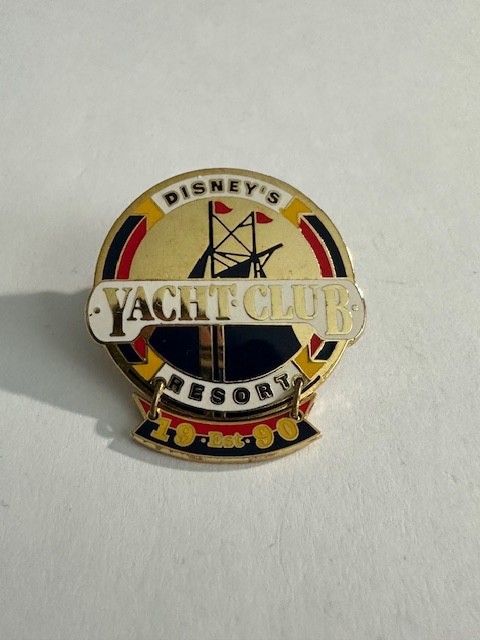 DISNEY'S
YACHT·CLUB
RESORT
19·Est·90